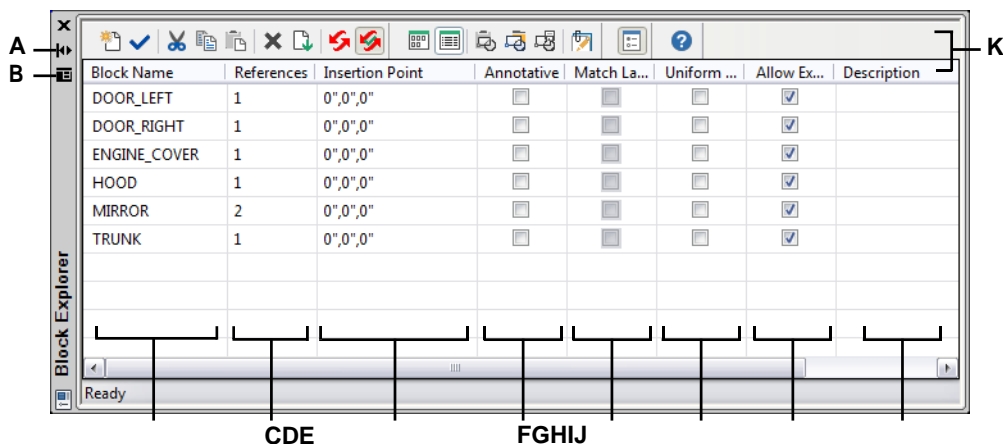 A
B
K
Block Name References Insertion Point Annotative Match La... Uniform ... Allow Ex... Description
DOOR_LEFT 1 0",0",0"
DOOR_RIGHT 1 0",0",0"
ENGINE_COVER 1 0",0",0"
HOOD 1 0",0",0"
MIRROR 2 0",0",0"
TRUNK 1 0",0",0"
Block Explorer
Ready
CDE FGHIJ